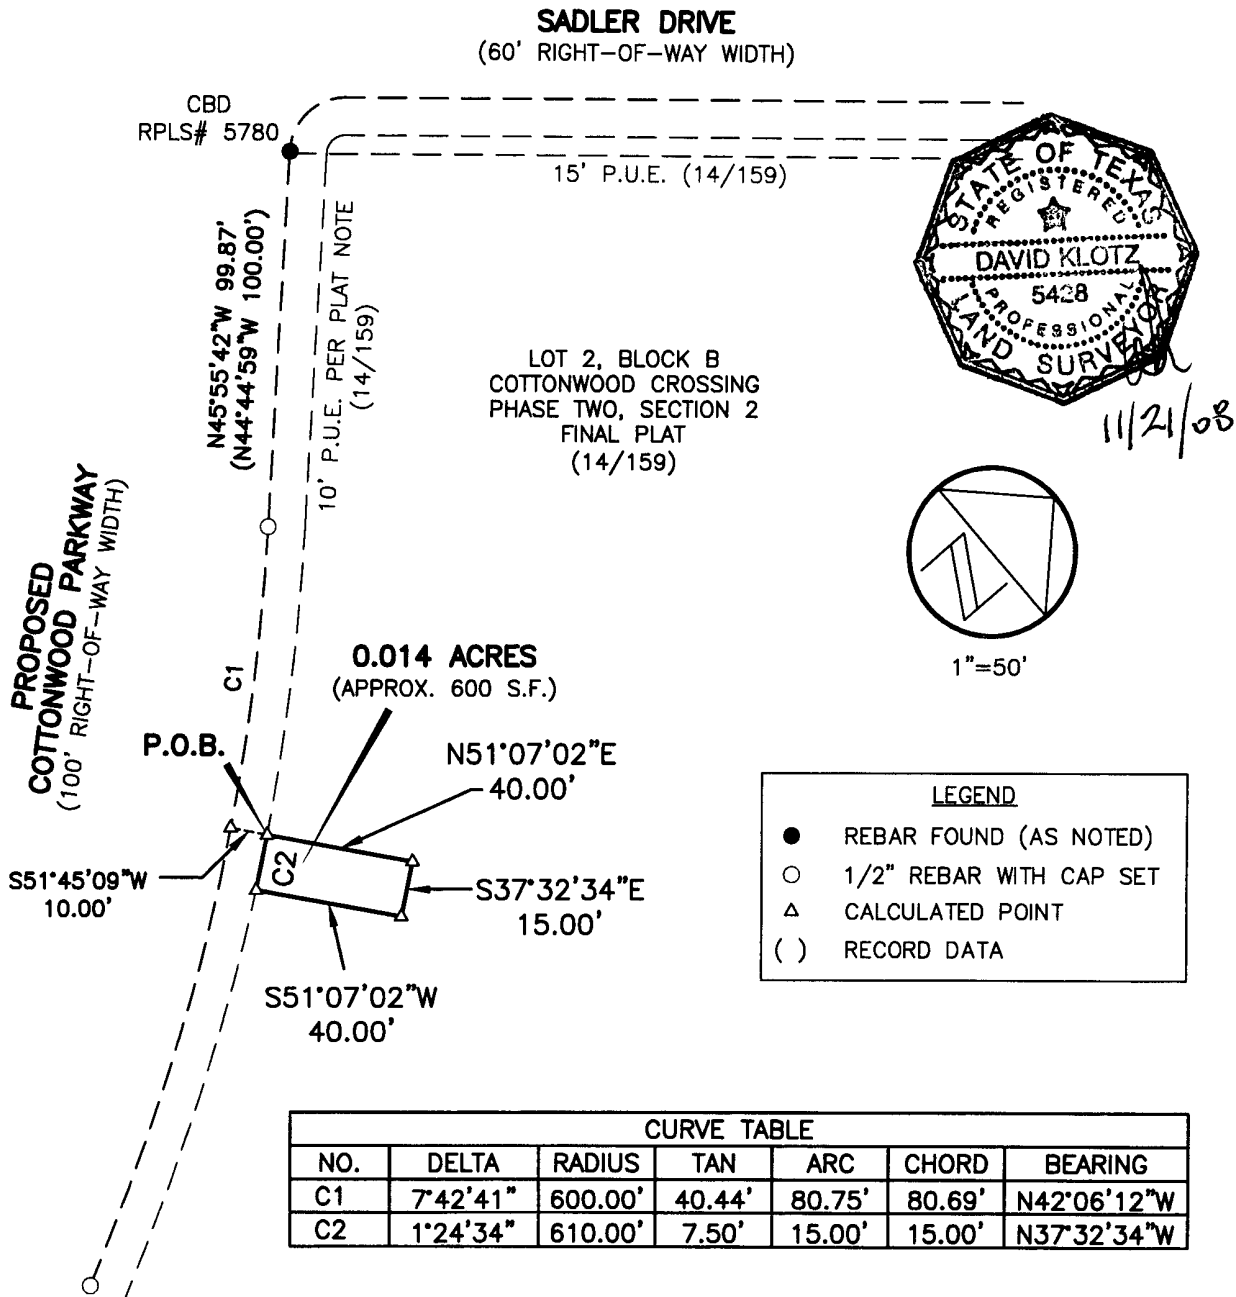 SADLER DRIVE
(60' RIGHT-OF-WAY WIDTH)
CBD
RPLS# 5780
15' P.U.E. (14/159)
STATE OF TEXAS
REGISTERED
DAVID KLOTZ
5428
PROFESSIONAL
LAND SURVEYOR
11/21/08
N45°55'42"W 99.87'
(N44°44'59"W 100.00')
10' P.U.E. PER PLAT NOTE
(14/159)
LOT 2, BLOCK B
COTTONWOOD CROSSING
PHASE TWO, SECTION 2
FINAL PLAT
(14/159)
N
1"=50'
PROPOSED
COTTONWOOD PARKWAY
(100' RIGHT-OF-WAY WIDTH)
C1
0.014 ACRES
(APPROX. 600 S.F.)
P.O.B.
N51°07'02"E
40.00'
C2
S51°45'09"W
10.00'
S37°32'34"E
15.00'
S51°07'02"W
40.00'
LEGEND
REBAR FOUND (AS NOTED)
1/2" REBAR WITH CAP SET
CALCULATED POINT
( ) RECORD DATA
CURVE TABLE
NO. DELTA RADIUS TAN ARC CHORD BEARING
C1 7°42'41" 600.00' 40.44' 80.75' 80.69' N42°06'12"W
C2 1°24'34" 610.00' 7.50' 15.00' 15.00' N37°32'34"W